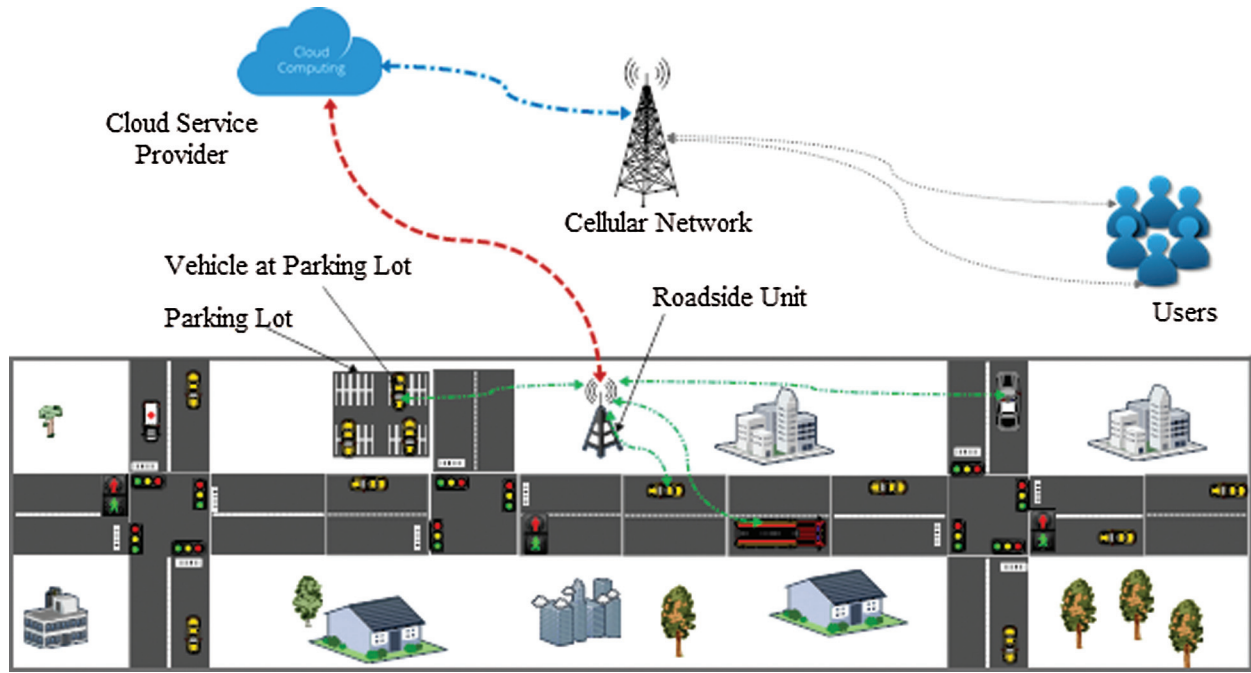 Cloud
Computing
Cloud Service
Provider
Cellular Network
Vehicle at Parking Lot
Roadside Unit
Parking Lot
Users